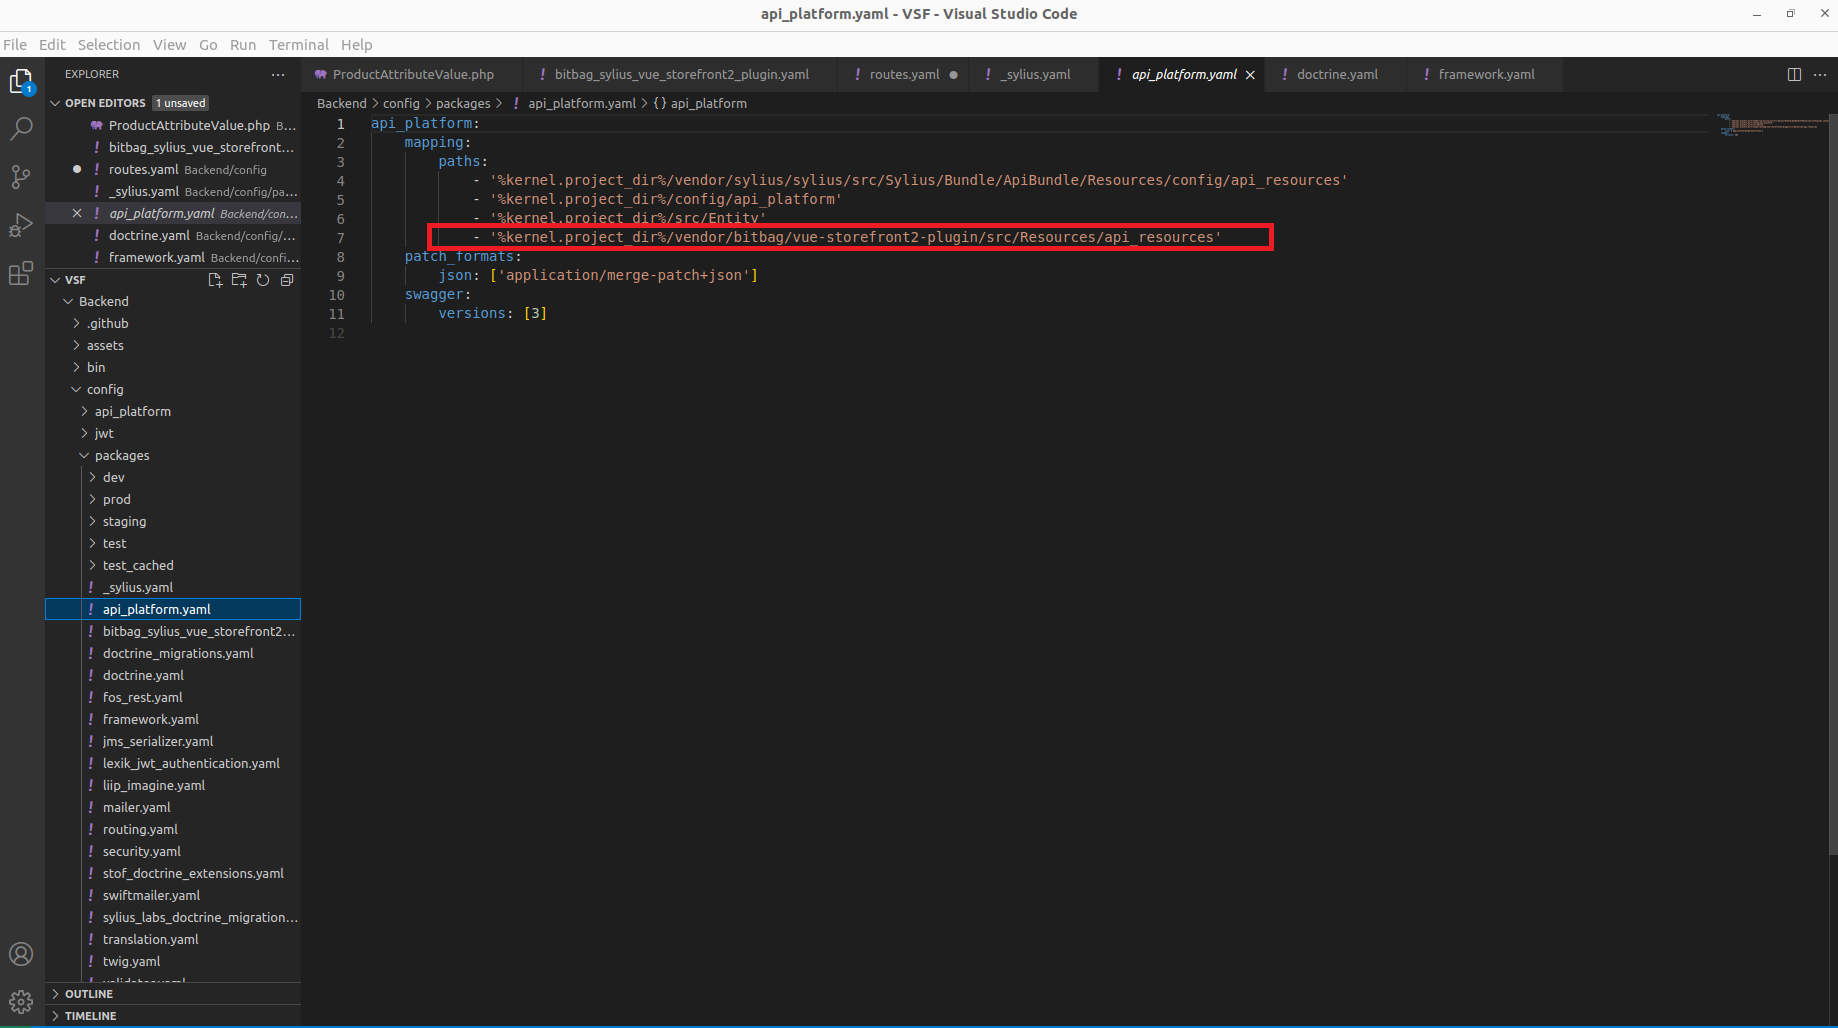 api_platform.yaml - VSF - Visual Studio Code
File Edit Selection View Go Run Terminal Help
EXPLORER
ProductAttributeValue.php
bitbag_sylius_vue_storefront2_plugin.yaml
routes.yaml
_sylius.yaml
api_platform.yaml
doctrine.yaml
framework.yaml
1
OPEN EDITORS 1 unsaved
ProductAttributeValue.php B...
bitbag_sylius_vue_storefront...
routes.yaml Backend/config
_sylius.yaml Backend/config/pa...
api_platform.yaml Backend/con...
doctrine.yaml Backend/config/...
framework.yaml Backend/confi...
VSF
Backend
.github
assets
bin
config
api_platform
jwt
packages
dev
prod
staging
test
test_cached
_sylius.yaml
api_platform.yaml
bitbag_sylius_vue_storefront2...
doctrine_migrations.yaml
doctrine.yaml
fos_rest.yaml
framework.yaml
jms_serializer.yaml
lexik_jwt_authentication.yaml
liip_imagine.yaml
mailer.yaml
routing.yaml
security.yaml
stof_doctrine_extensions.yaml
swiftmailer.yaml
sylius_labs_doctrine_migration...
translation.yaml
twig.yaml
OUTLINE
TIMELINE
Backend > config > packages > ! api_platform.yaml > {} api_platform
1 api_platform:
2 mapping:
3 paths:
4 - '%kernel.project_dir%/vendor/sylius/sylius/src/Sylius/Bundle/ApiBundle/Resources/config/api_resources'
5 - '%kernel.project_dir%/config/api_platform'
6 - '%kernel.project_dir%/src/Entity'
7 - '%kernel.project_dir%/vendor/bitbag/vue-storefront2-plugin/src/Resources/api_resources'
8 patch_formats:
9 json: ['application/merge-patch+json']
10 swagger:
11 versions: [3]
12